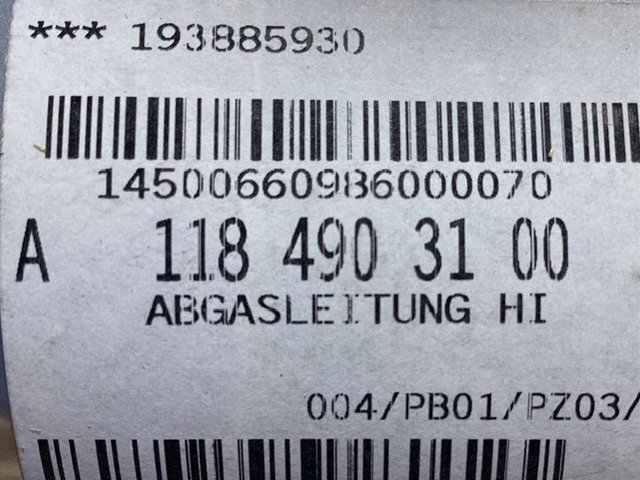 *** 193885930
14500660986000070
A 118 490 31 00
ABGASLEITUNG HI
004/PB01/PZ03/